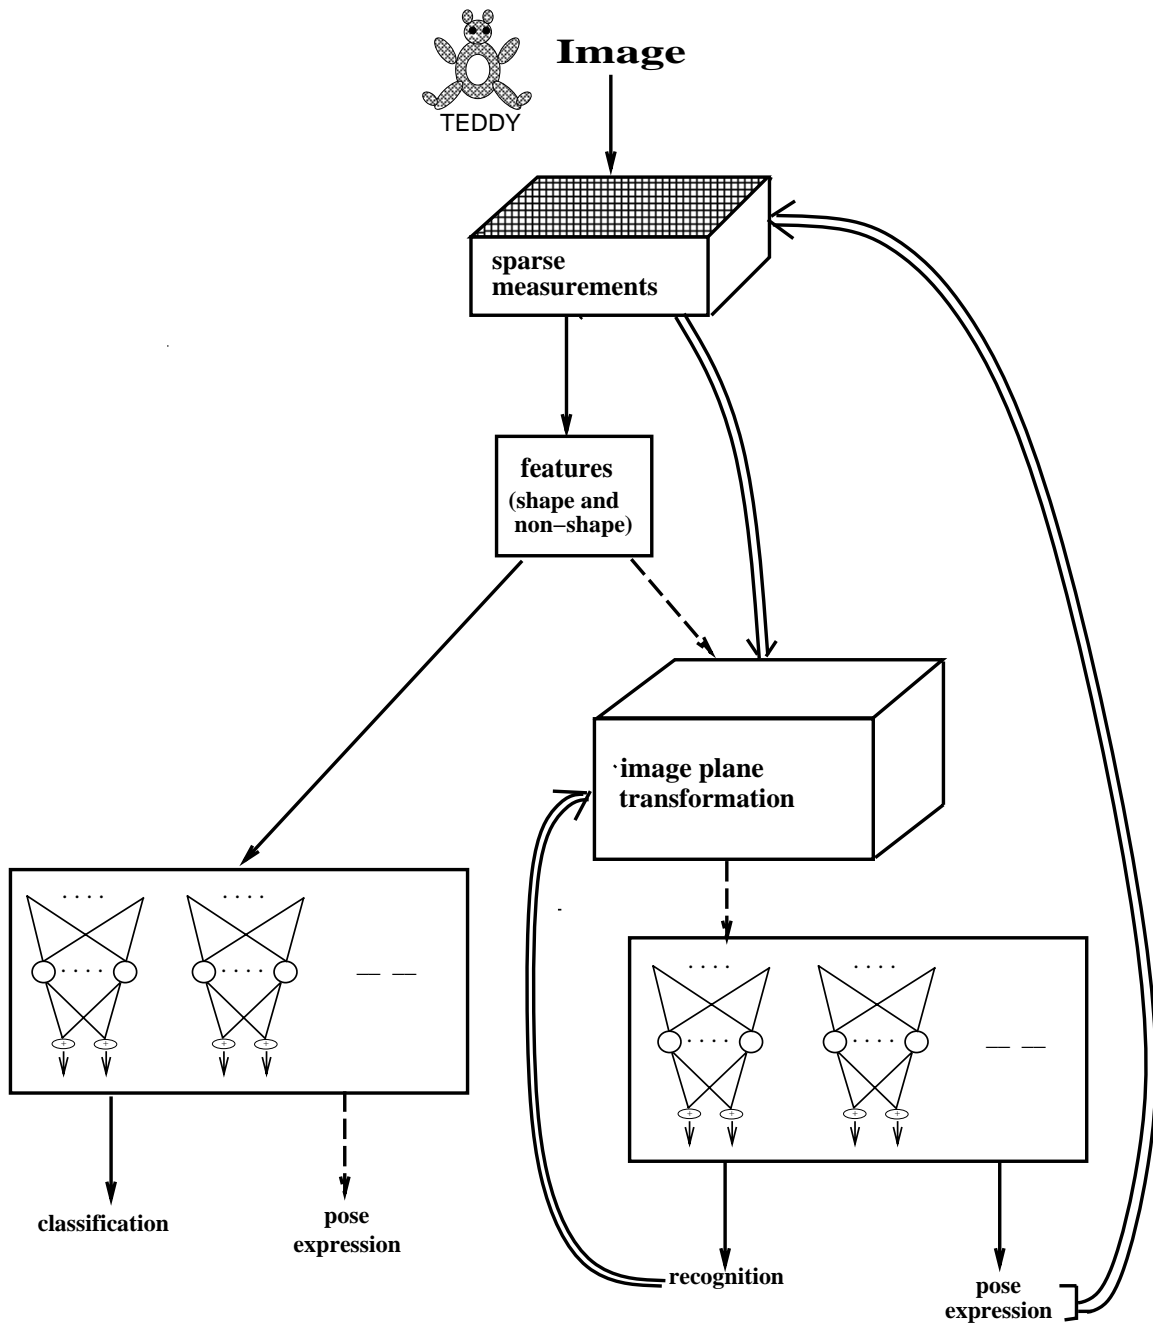 Image
TEDDY
sparse
measurements
features
(shape and
non−shape)
image plane
transformation
classification
pose
expression
recognition
pose
expression